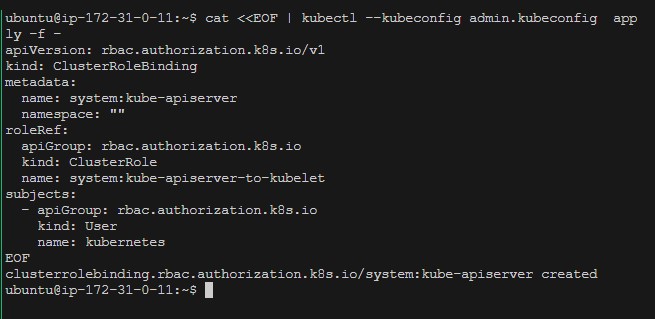 ubuntu@ip-172-31-0-11:~$ cat <<EOF | kubectl --kubeconfig admin.kubeconfig  app
ly -f -
apiVersion: rbac.authorization.k8s.io/v1
kind: ClusterRoleBinding
metadata:
  name: system:kube-apiserver
  namespace: ""
roleRef:
  apiGroup: rbac.authorization.k8s.io
  kind: ClusterRole
  name: system:kube-apiserver-to-kubelet
subjects:
  - apiGroup: rbac.authorization.k8s.io
    kind: User
    name: kubernetes
EOF
clusterrolebinding.rbac.authorization.k8s.io/system:kube-apiserver created
ubuntu@ip-172-31-0-11:~$